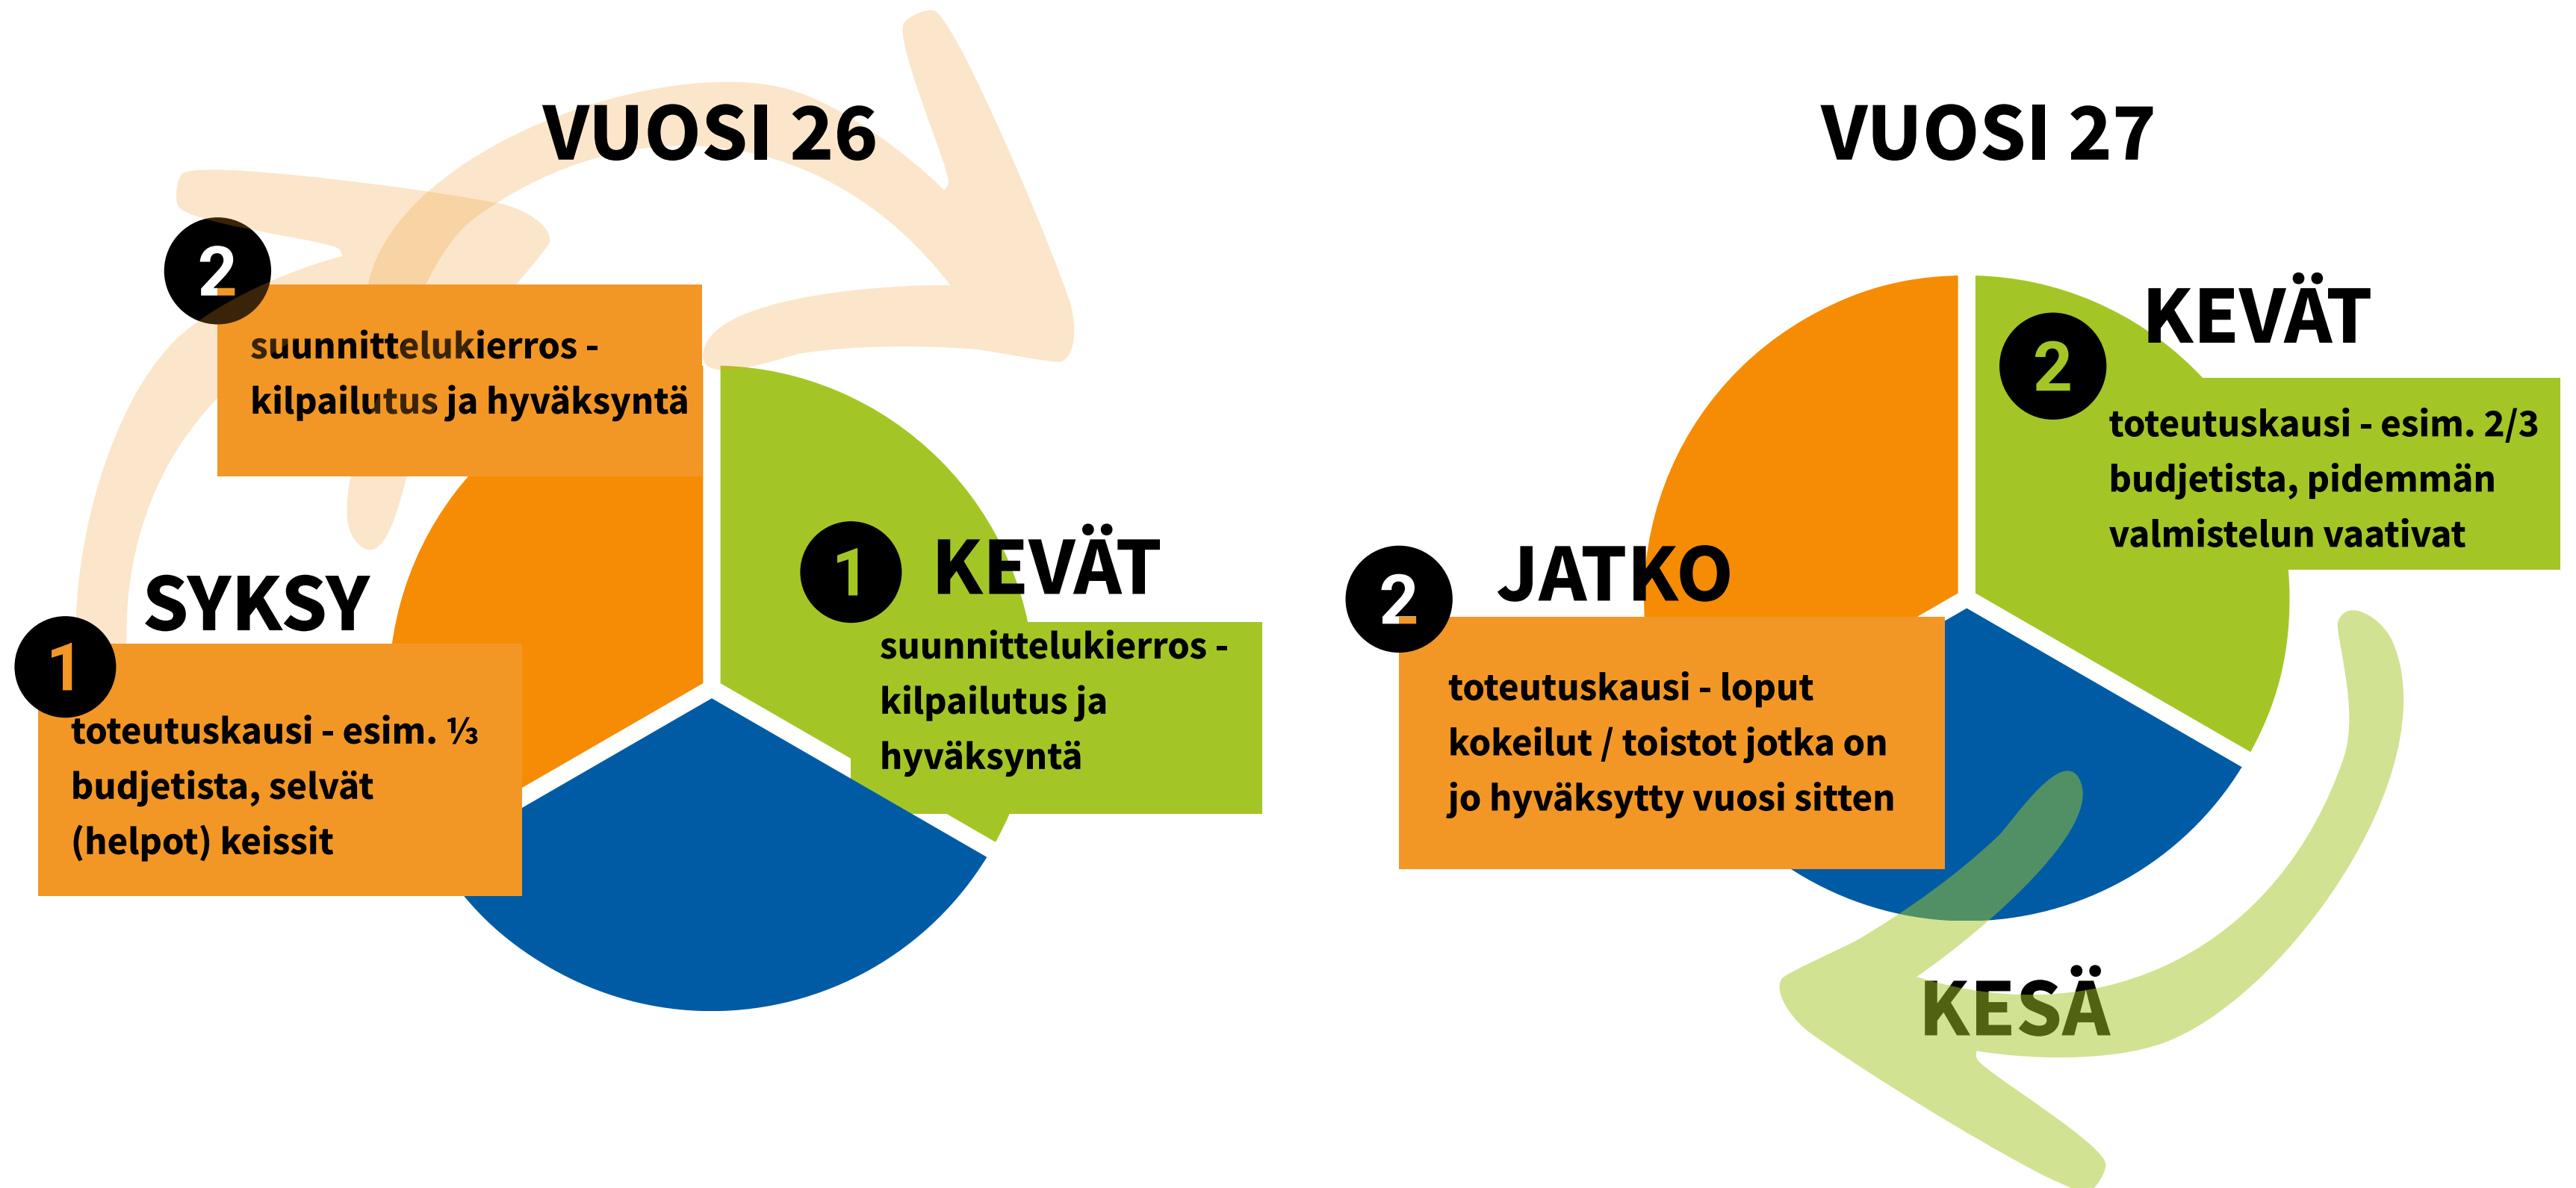 VUOSI 26
2
suunnittelukierros -
kilpailutus ja hyväksyntä
1
KEVÄT
suunnittelukierros -
kilpailutus ja
hyväksyntä
SYKSY
1
toteutuskausi - esim. ⅓
budjetista, selvät
(helpot) keissit
VUOSI 27
KEVÄT
2
toteutuskausi - esim. 2/3
budjetista, pidemmän
valmistelun vaativat
JATKO
2
toteutuskausi - loput
kokeilut / toistot jotka on
jo hyväksytty vuosi sitten
KESÄ